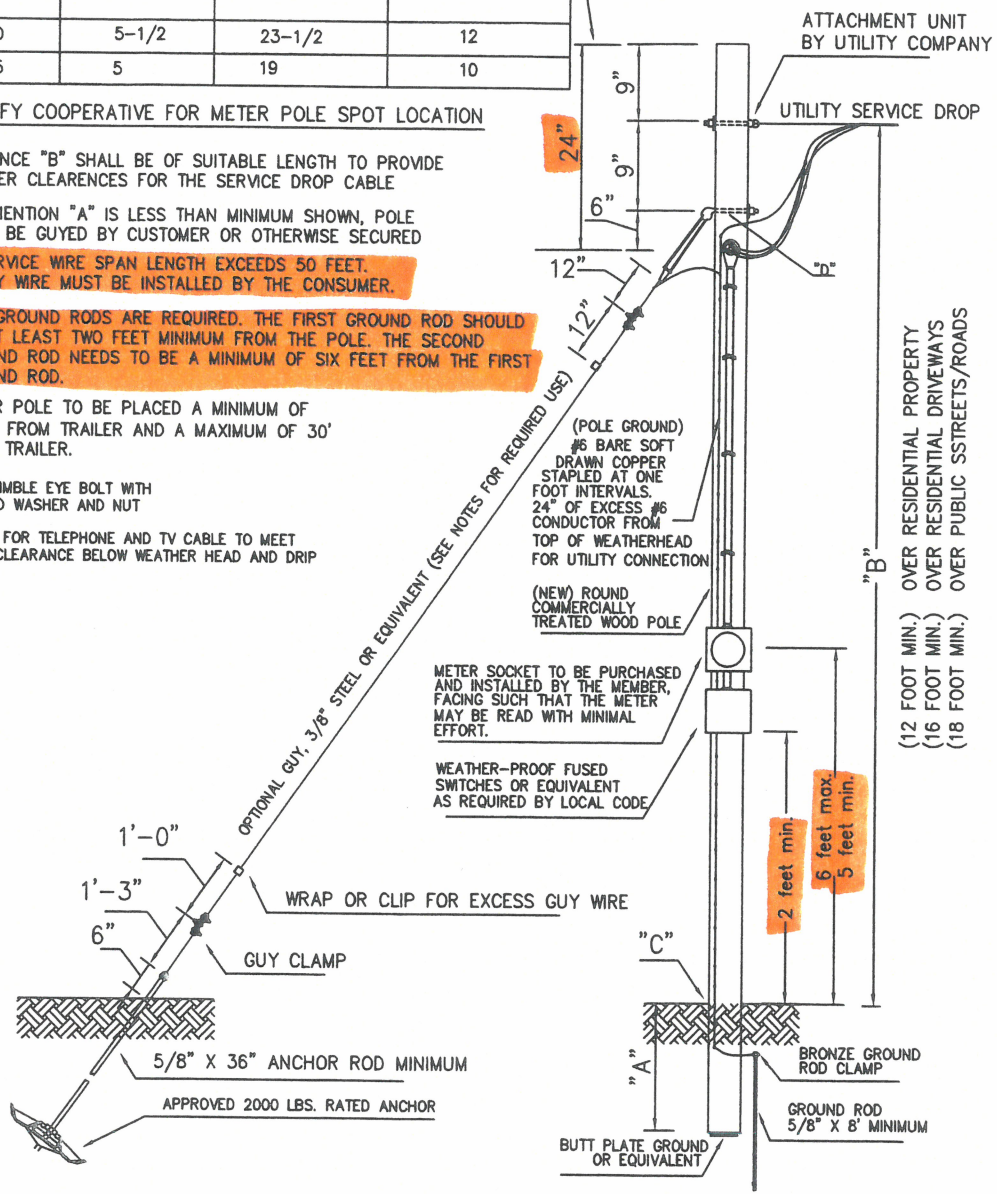 5-1/2 23-1/2 12
5 19 10
COOPERATIVE FOR METER POLE SPOT LOCATION
"B" SHALL BE OF SUITABLE LENGTH TO PROVIDE
CLEARENCES FOR THE SERVICE DROP CABLE
"A" IS LESS THAN MINIMUM SHOWN, POLE
BE GUYED BY CUSTOMER OR OTHERWISE SECURED
WIRE SPAN LENGTH EXCEEDS 50 FEET.
WIRE MUST BE INSTALLED BY THE CONSUMER.
GROUND RODS ARE REQUIRED. THE FIRST GROUND ROD SHOULD
LEAST TWO FEET MINIMUM FROM THE POLE. THE SECOND
ROD NEEDS TO BE A MINIMUM OF SIX FEET FROM THE FIRST
ROD.
POLE TO BE PLACED A MINIMUM OF
FROM TRAILER AND A MAXIMUM OF 30'
TRAILER.
EYE BOLT WITH
WASHER AND NUT
FOR TELEPHONE AND TV CABLE TO MEET
CLEARANCE BELOW WEATHER HEAD AND DRIP
ATTACHMENT UNIT
BY UTILITY COMPANY
UTILITY SERVICE DROP
9"
24"
9"
6"
12"
12"
"D"
OPTIONAL GUY, 3/8" STEEL OR EQUIVALENT (SEE NOTES FOR REQUIRED USE)
(POLE GROUND)
#6 BARE SOFT
DRAWN COPPER
STAPLED AT ONE
FOOT INTERVALS.
24" OF EXCESS #6
CONDUCTOR FROM
TOP OF WEATHERHEAD
FOR UTILITY CONNECTION
(NEW) ROUND
COMMERCIALLY
TREATED WOOD POLE
METER SOCKET TO BE PURCHASED
AND INSTALLED BY THE MEMBER,
FACING SUCH THAT THE METER
MAY BE READ WITH MINIMAL
EFFORT.
WEATHER-PROOF FUSED
SWITCHES OR EQUIVALENT
AS REQUIRED BY LOCAL CODE
"B"
(12 FOOT MIN.) OVER RESIDENTIAL PROPERTY
(16 FOOT MIN.) OVER RESIDENTIAL DRIVEWAYS
(18 FOOT MIN.) OVER PUBLIC SSTREETS/ROADS
2 feet min.
6 feet max.
5 feet min.
1'-0"
1'-3"
6"
WRAP OR CLIP FOR EXCESS GUY WIRE
GUY CLAMP
"C"
"A"
5/8" X 36" ANCHOR ROD MINIMUM
APPROVED 2000 LBS. RATED ANCHOR
BRONZE GROUND
ROD CLAMP
GROUND ROD
5/8" X 8' MINIMUM
BUTT PLATE GROUND
OR EQUIVALENT